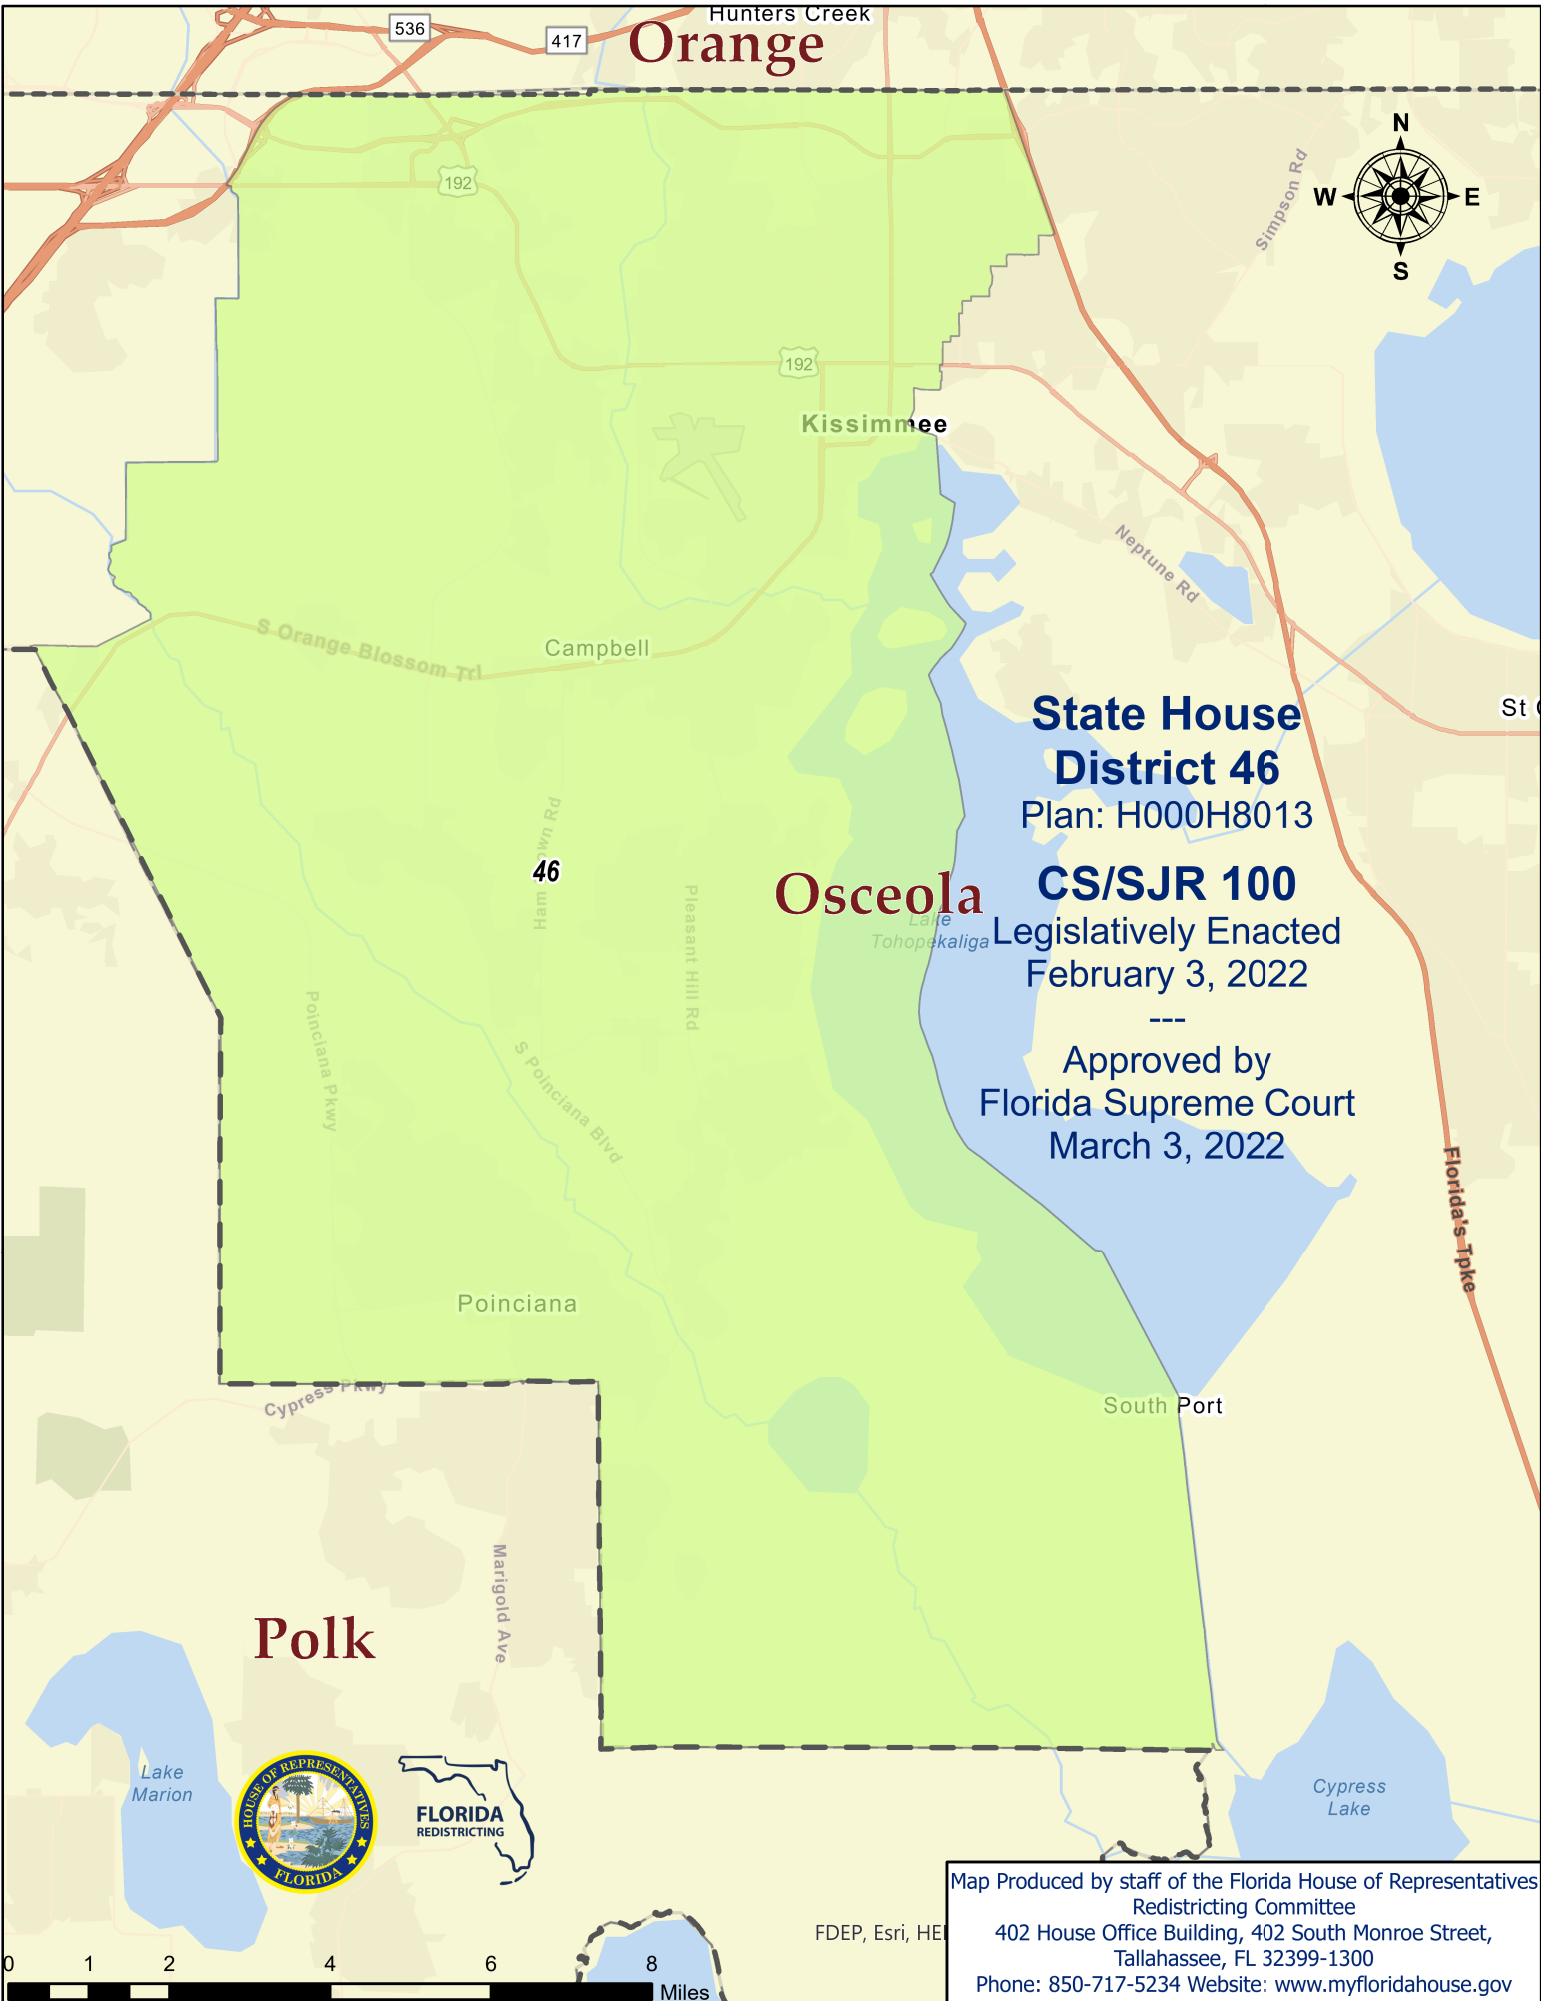 Hunters Creek
536
417
Orange
N
W
E
S
Simpson Rd
192
192
Kissimmee
Neptune Rd
S Orange Blossom Trl
Campbell
St
State House
District 46
Plan: H000H8013
CS/SJR 100
Legislatively Enacted
February 3, 2022
---
Approved by
Florida Supreme Court
March 3, 2022
46
Osceola
Lake
Tohopekaliga
Pleasant Hill Rd
Poinciana Pkwy
S Poinciana Blvd
Florida's Tpke
Poinciana
Cypress Pkwy
South Port
Marigold Ave
Polk
Lake
Marion
HOUSE OF REPRESENTATIVES
FLORIDA
FLORIDA
REDISTRICTING
Cypress
Lake
FDEP, Esri, HE
Map Produced by staff of the Florida House of Representatives
Redistricting Committee
402 House Office Building, 402 South Monroe Street,
Tallahassee, FL 32399-1300
Phone: 850-717-5234 Website: www.myfloridahouse.gov
0 1 2 4 6 8
Miles